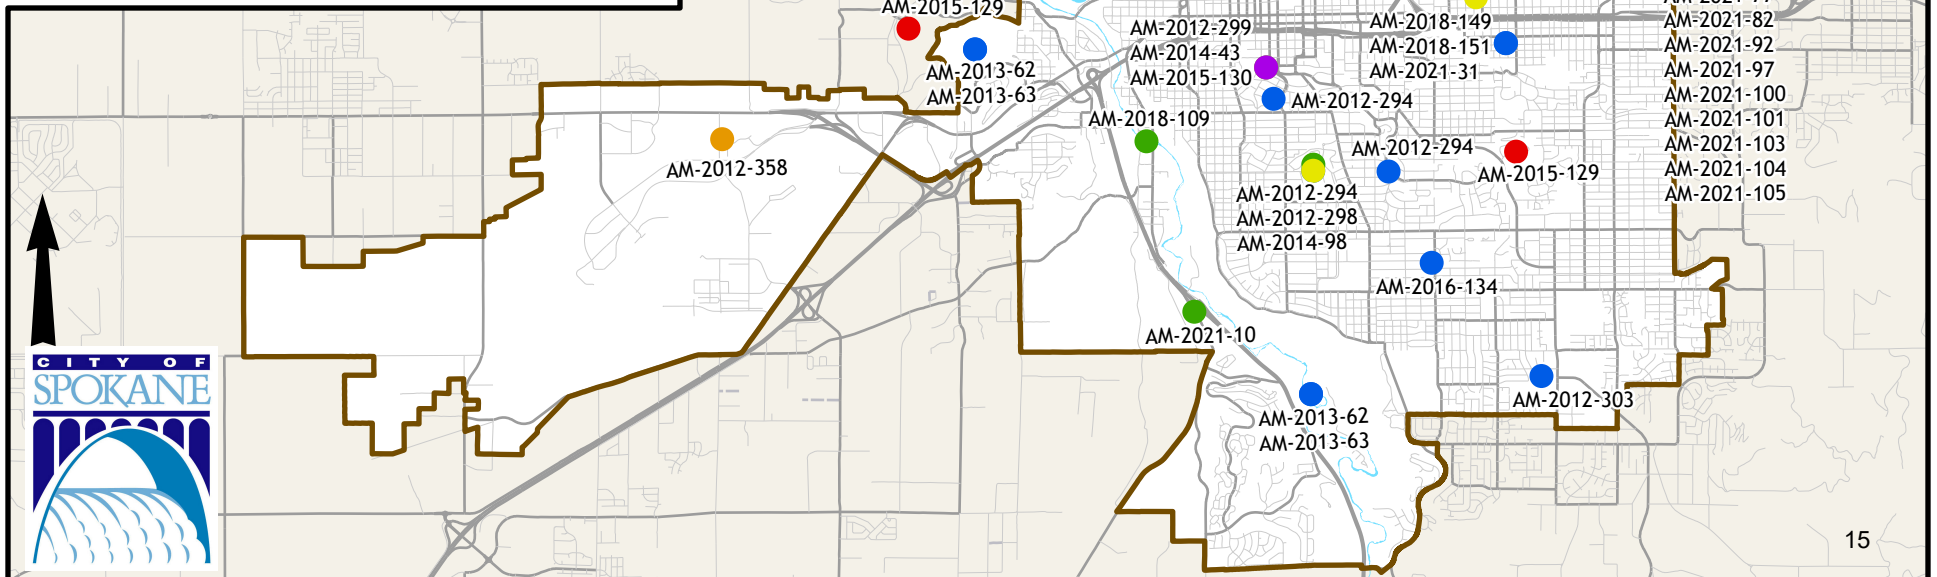 AM-2015-129
AM-2013-62
AM-2013-63
AM-2012-299
AM-2014-43
AM-2015-130
AM-2018-149
AM-2018-151
AM-2021-31
AM-2021-82
AM-2021-92
AM-2021-97
AM-2021-100
AM-2021-101
AM-2021-103
AM-2021-104
AM-2021-105
AM-2012-294
AM-2018-109
AM-2012-358
AM-2012-294
AM-2015-129
AM-2012-294
AM-2012-298
AM-2014-98
AM-2016-134
AM-2021-10
AM-2012-303
AM-2013-62
AM-2013-63
CITY OF
SPOKANE
15